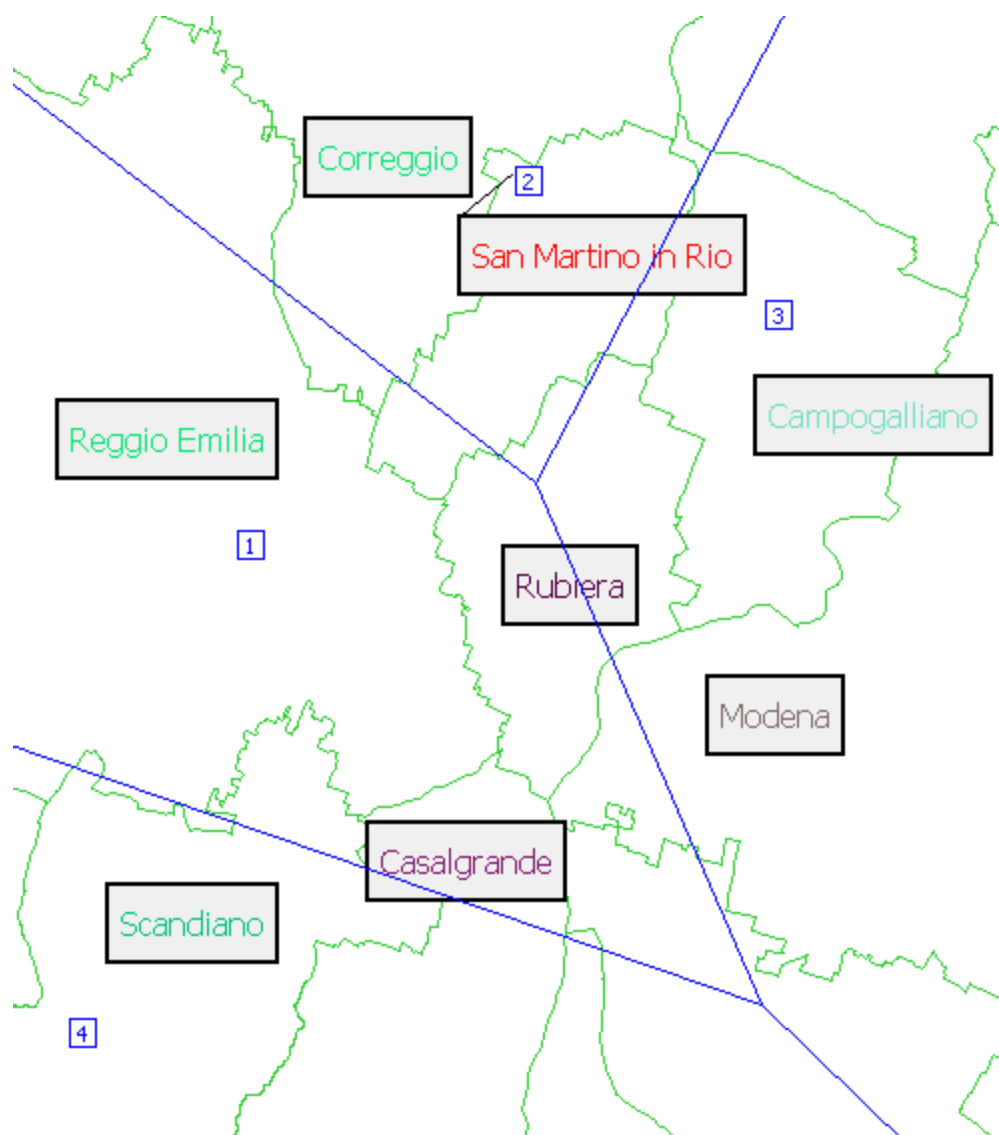 Correggio
2
San Martino in Rio
3
Campogalliano
Reggio Emilia
1
Rubiera
Modena
Casalgrande
Scandiano
4